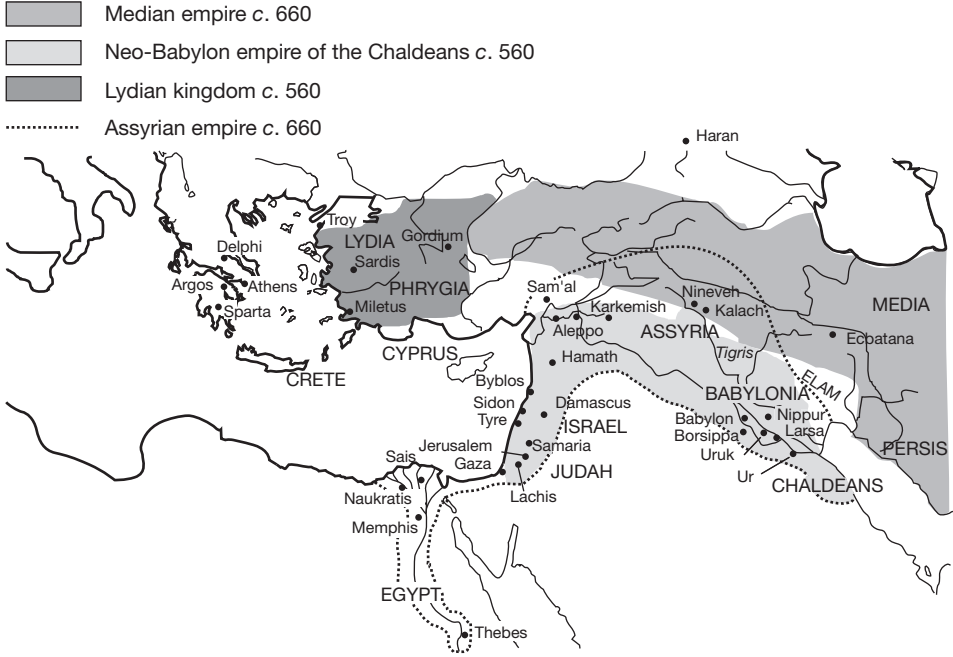 Median empire c. 660
Neo-Babylon empire of the Chaldeans c. 560
Lydian kingdom c. 560
Assyrian empire c. 660
Haran
Troy
LYDIA
Gordium
Delphi
Sardis
Argos
Athens
PHRYGIA
Sparta
Miletus
Sam'al
Nineveh
Karkemish
Kalach
MEDIA
Aleppo
ASSYRIA
Ecbatana
CRETE
CYPRUS
Hamath
Tigris
Byblos
ELAM
BABYLONIA
Sidon
Damascus
Tyre
ISRAEL
Babylon
Nippur
Borsippa
Larsa
Jerusalem
Samaria
Uruk
PERSIS
Sais
Gaza
JUDAH
Ur
CHALDEANS
Naukratis
Lachis
Memphis
EGYPT
Thebes